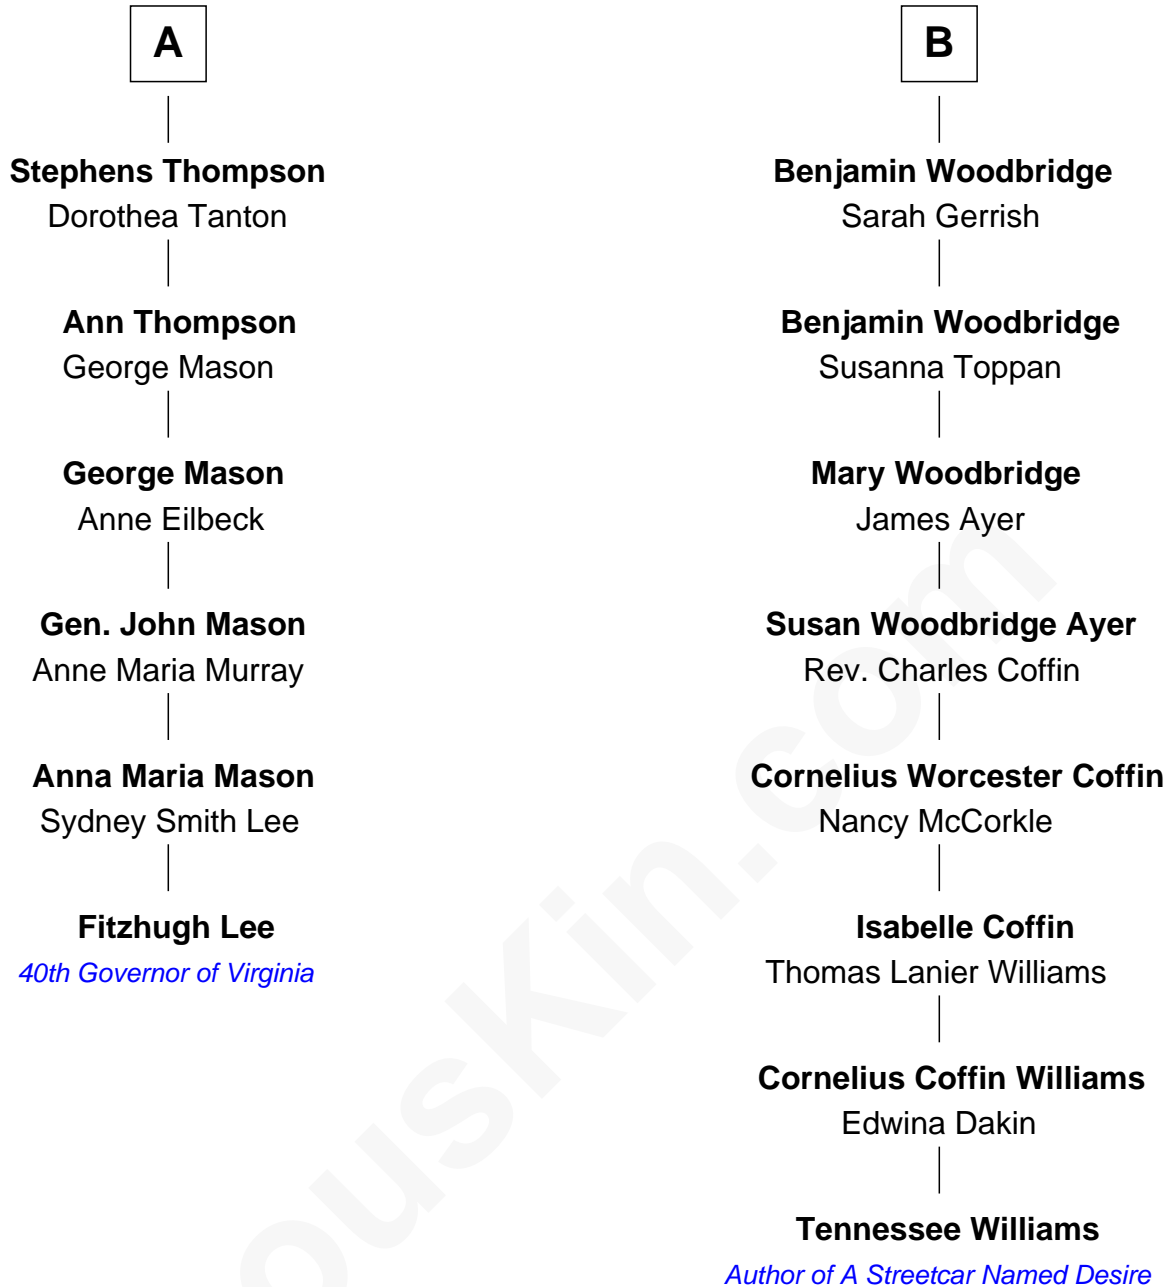 A
Stephens Thompson
Dorothea Tanton
Ann Thompson
George Mason
George Mason
Anne Eilbeck
Gen. John Mason
Anne Maria Murray
Anna Maria Mason
Sydney Smith Lee
Fitzhugh Lee
40th Governor of Virginia
B
Benjamin Woodbridge
Sarah Gerrish
Benjamin Woodbridge
Susanna Toppan
Mary Woodbridge
James Ayer
Susan Woodbridge Ayer
Rev. Charles Coffin
Cornelius Worcester Coffin
Nancy McCorkle
Isabelle Coffin
Thomas Lanier Williams
Cornelius Coffin Williams
Edwina Dakin
Tennessee Williams
Author of A Streetcar Named Desire
ousKin.com